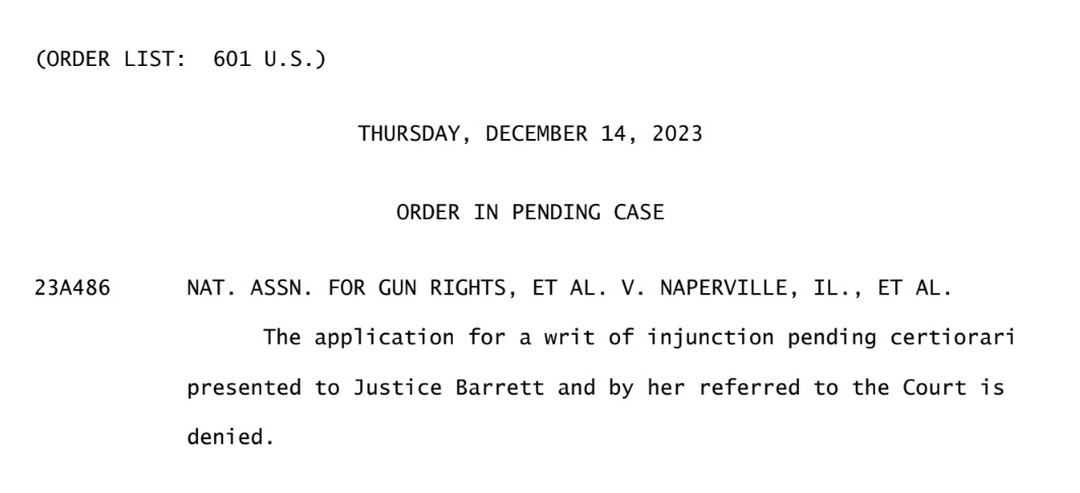 (ORDER LIST: 601 U.S.)
THURSDAY, DECEMBER 14, 2023
ORDER IN PENDING CASE
23A486 NAT. ASSN. FOR GUN RIGHTS, ET AL. V. NAPERVILLE, IL., ET AL.
The application for a writ of injunction pending certiorari
presented to Justice Barrett and by her referred to the Court is
denied.